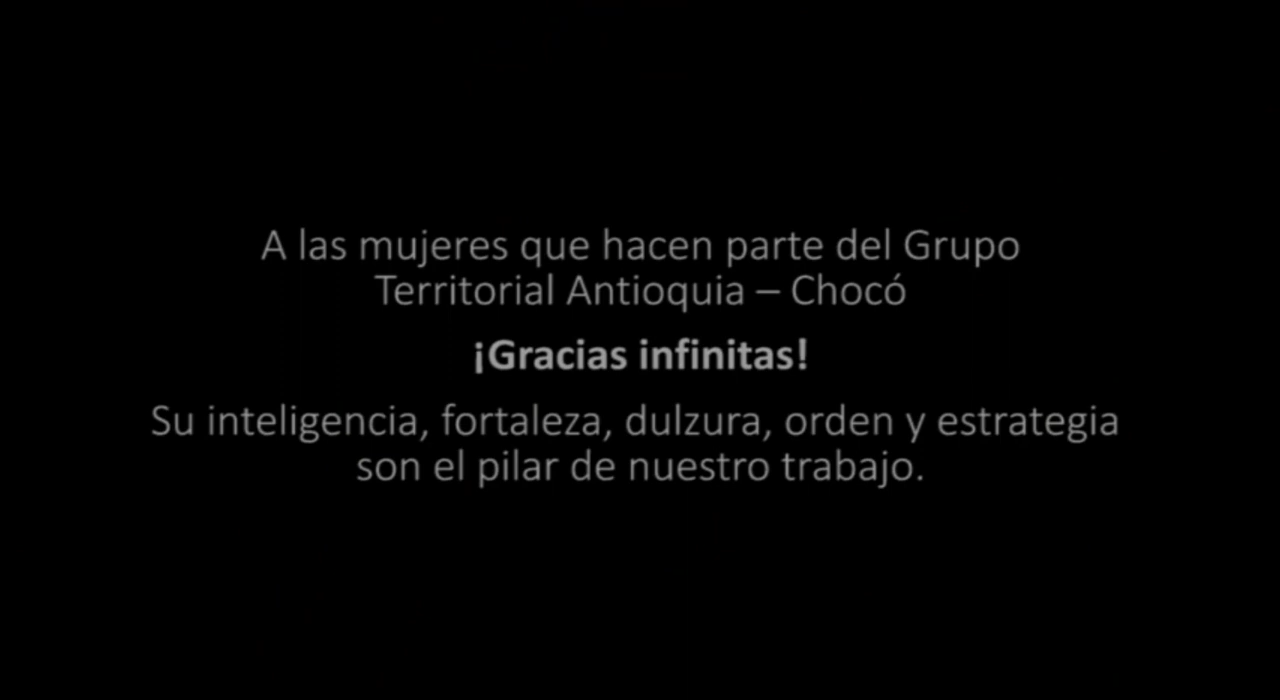 A las mujeres que hacen parte del Grupo
Territorial Antioquia – Chocó
¡Gracias infinitas!
Su inteligencia, fortaleza, dulzura, orden y estrategia
son el pilar de nuestro trabajo.